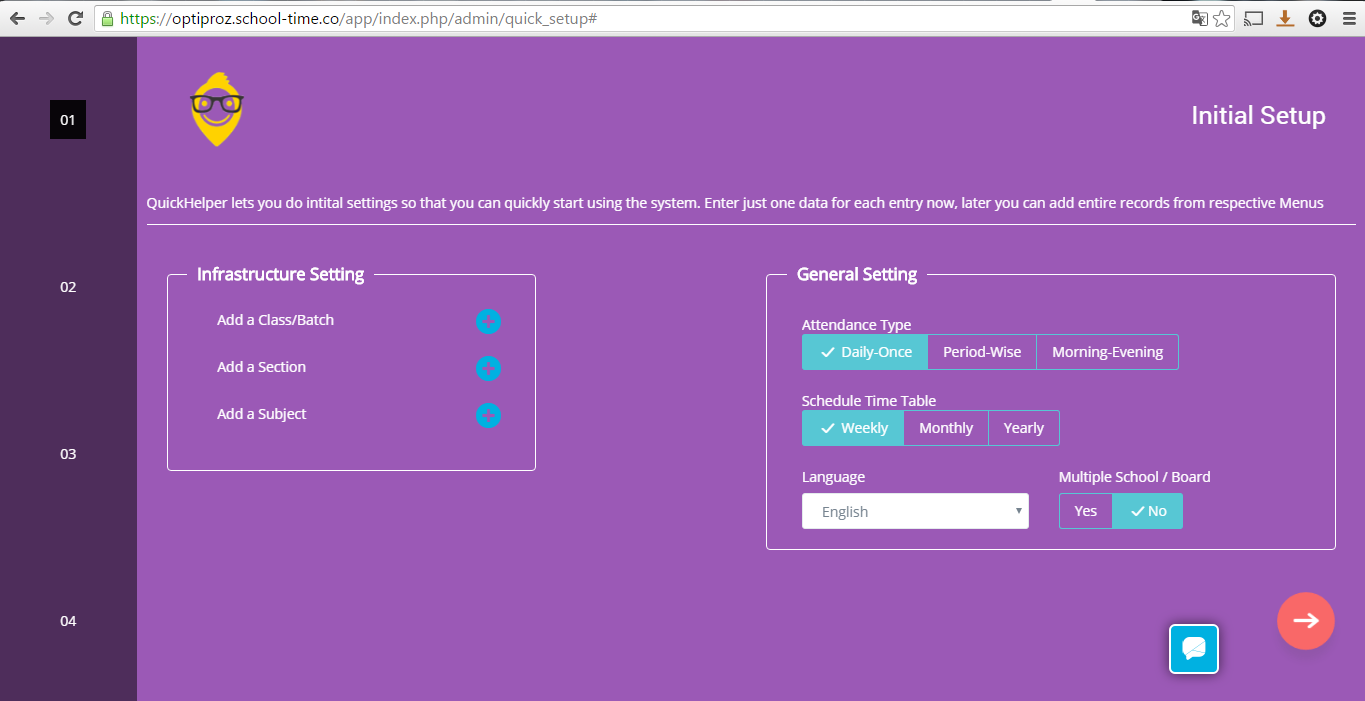 https://optiproz.school-time.co/app/index.php/admin/quick_setup#
01
Initial Setup
QuickHelper lets you do intital settings so that you can quickly start using the system. Enter just one data for each entry now, later you can add entire records from respective Menus
Infrastructure Setting
Add a Class/Batch
Add a Section
Add a Subject
General Setting
Attendance Type
Daily-Once Period-Wise Morning-Evening
Schedule Time Table
Weekly Monthly Yearly
Language Multiple School / Board
English Yes No
02
03
04